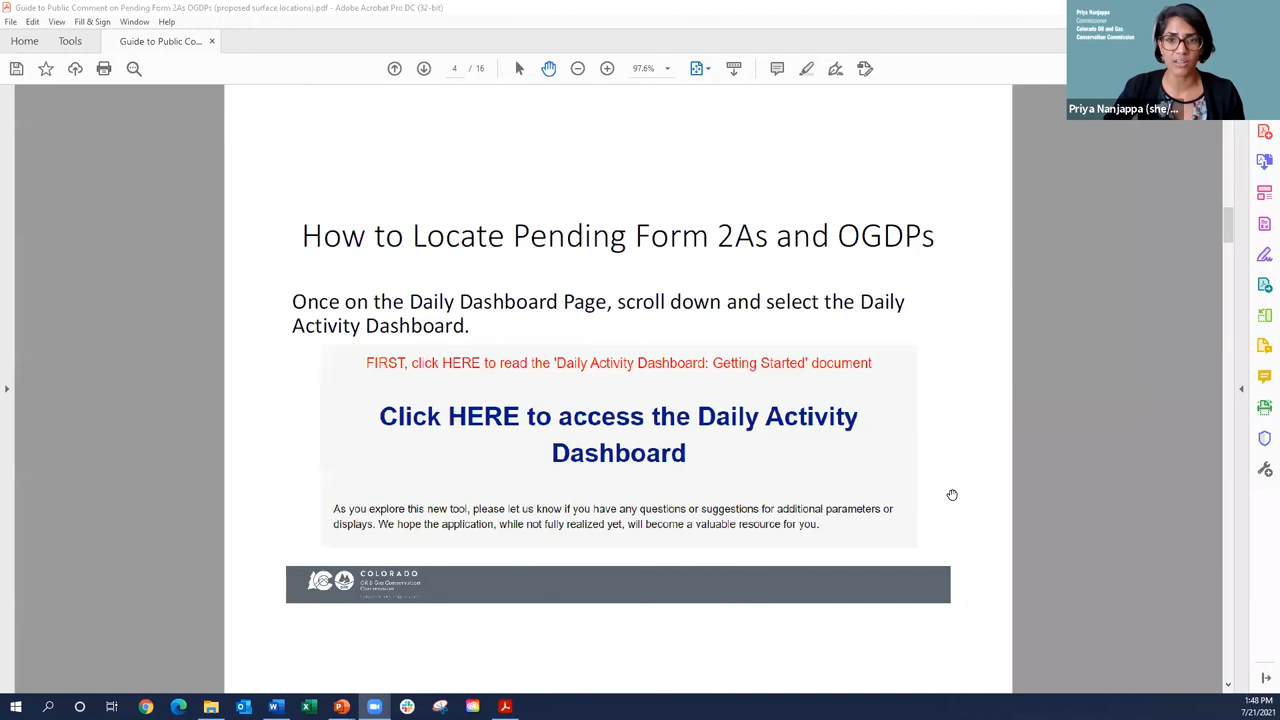 Guide to Public Comment on Pending Form 2As OGDPs (proposed surface locations).pdf - Adobe Acrobat Pro DC (32-bit)
File Edit View Fill & Sign Window Help
Home Tools Guide to Public Co... ×
4 / 16 97.6%
Priya Nanjappa
Commissioner
Colorado Oil and Gas
Conservation Commission
Priya Nanjappa (she/...
How to Locate Pending Form 2As and OGDPs
Once on the Daily Dashboard Page, scroll down and select the Daily
Activity Dashboard.
FIRST, click HERE to read the 'Daily Activity Dashboard: Getting Started' document
Click HERE to access the Daily Activity
Dashboard
As you explore this new tool, please let us know if you have any questions or suggestions for additional parameters or
displays. We hope the application, while not fully realized yet, will become a valuable resource for you.
COLORADO
Oil & Gas Conservation
Commission
1:48 PM
7/21/2021